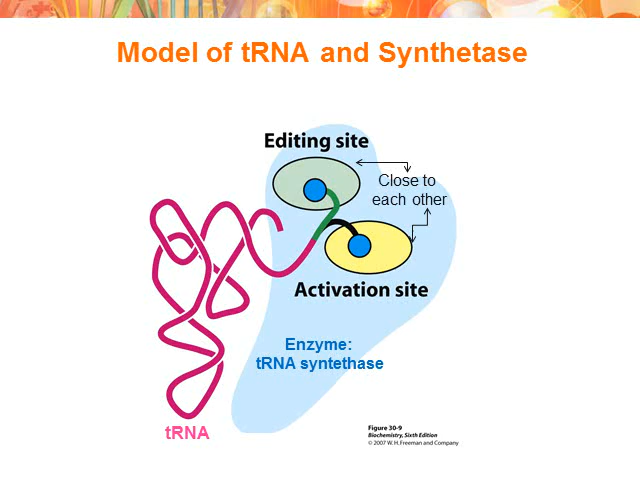 Model of tRNA and Synthetase
Editing site
Close to
each other
Activation site
Enzyme:
tRNA syntethase
tRNA
Figure 30-9
Biochemistry, Sixth Edition
© 2007 W. H. Freeman and Company